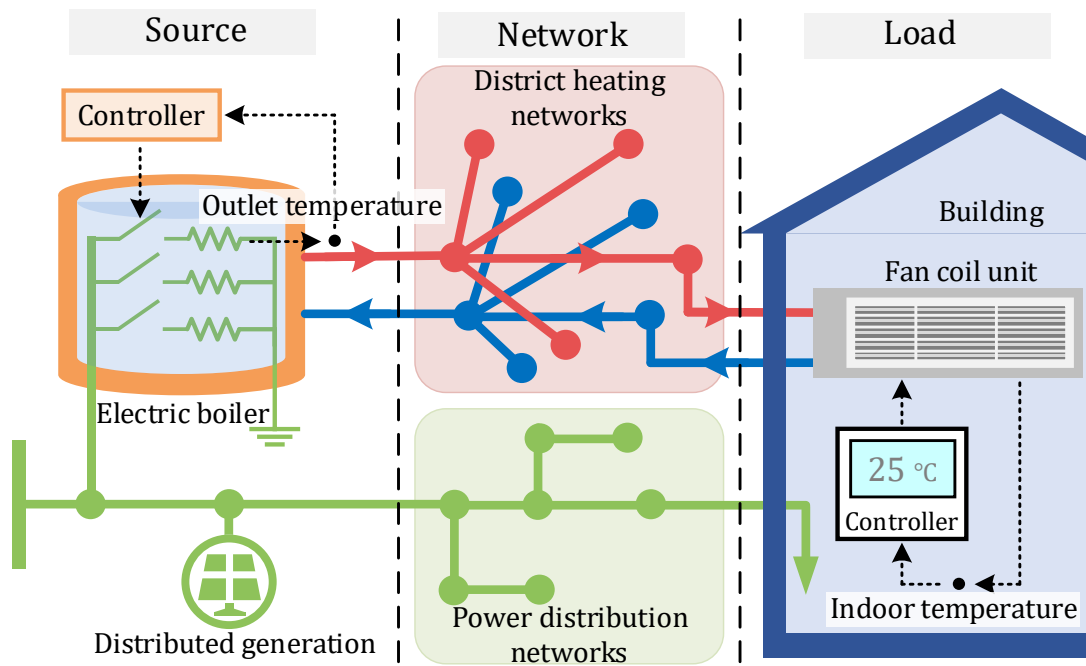 Source
Network
Load
District heating
networks
Controller
Outlet temperature
Building
Fan coil unit
Electric boiler
25 °C
Controller
Indoor temperature
Distributed generation
Power distribution
networks